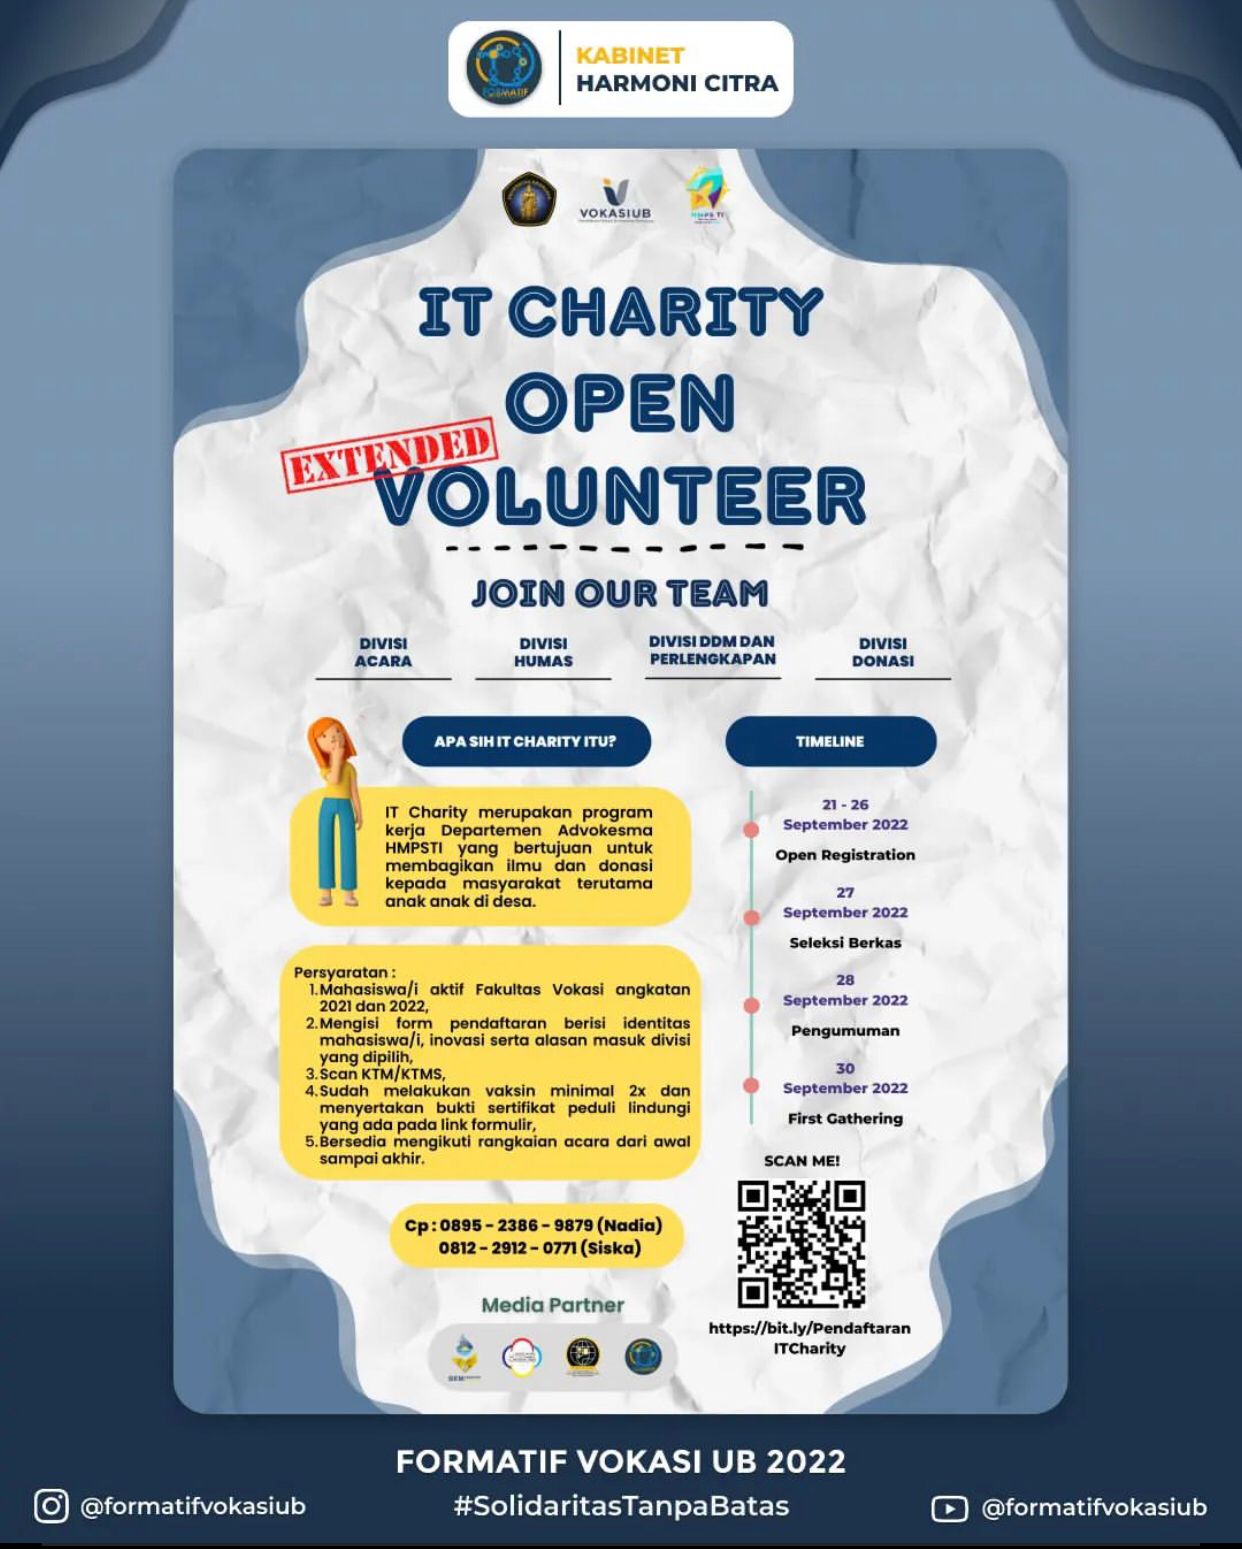 KABINET
HARMONI CITRA
FORMATIF
VOKASIUB
HMPS TI
IT CHARITY
OPEN
EXTENDED
VOLUNTEER
JOIN OUR TEAM
DIVISI
ACARA
DIVISI
HUMAS
DIVISI DDM DAN
PERLENGKAPAN
DIVISI
DONASI
APA SIH IT CHARITY ITU?
IT Charity merupakan program
kerja Departemen Advokesma
HMPSTI yang bertujuan untuk
membagikan ilmu dan donasi
kepada masyarakat terutama
anak anak di desa.
Persyaratan :
1. Mahasiswa/i aktif Fakultas Vokasi angkatan
2021 dan 2022,
2. Mengisi form pendaftaran berisi identitas
mahasiswa/i, inovasi serta alasan masuk divisi
yang dipilih,
3. Scan KTM/KTMS,
4. Sudah melakukan vaksin minimal 2x dan
menyertakan bukti sertifikat peduli lindungi
yang ada pada link formulir,
5. Bersedia mengikuti rangkaian acara dari awal
sampai akhir.
Cp : 0895 - 2386 - 9879 (Nadia)
0812 - 2912 - 0771 (Siska)
Media Partner
TIMELINE
21 - 26
September 2022
Open Registration
27
September 2022
Seleksi Berkas
28
September 2022
Pengumuman
30
September 2022
First Gathering
SCAN ME!
https://bit.ly/Pendaftaran
ITCharity
FORMATIF VOKASI UB 2022
@formatifvokasiub
#SolidaritasTanpaBatas
@formatifvokasiub